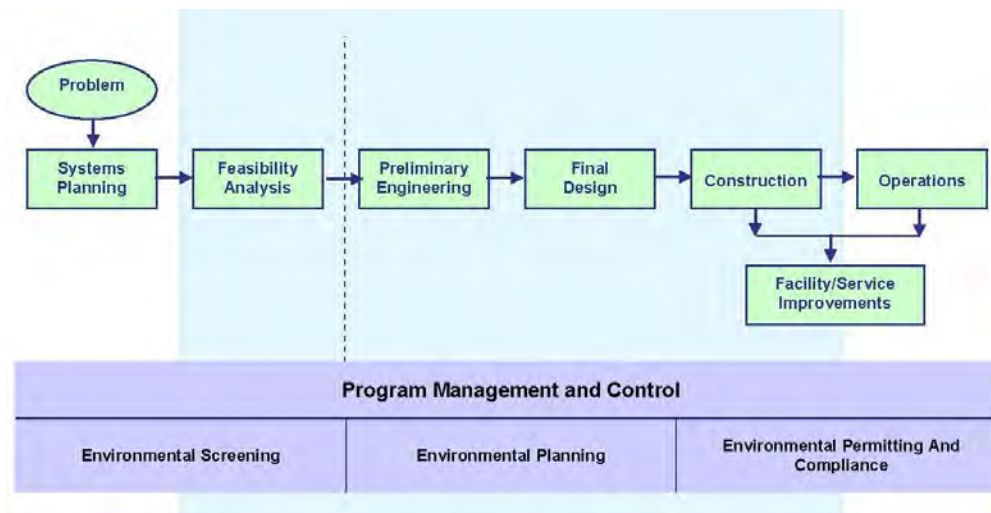 Problem
Systems
Planning
Feasibility
Analysis
Preliminary
Engineering
Final
Design
Construction
Operations
Facility/Service
Improvements
Program Management and Control
Environmental Screening
Environmental Planning
Environmental Permitting And
Compliance